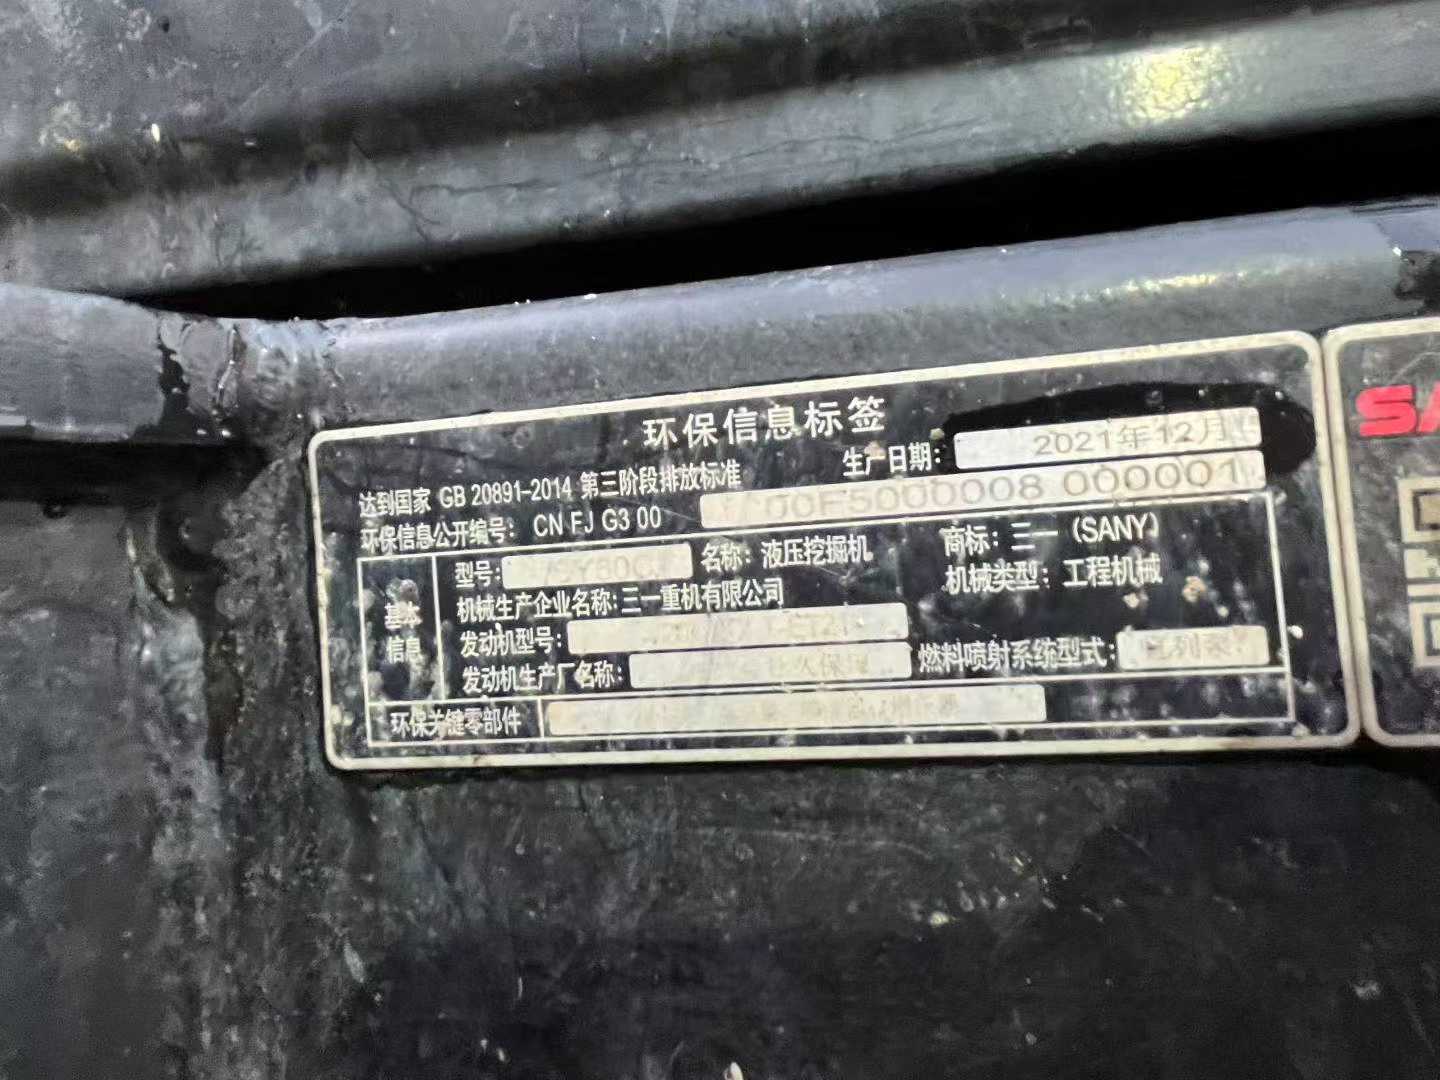 环保信息标签
达到国家 GB 20891-2014 第三阶段排放标准
生产日期: 2021年12月
环保信息公开编号: CN FJ G3 00 00F5000008 000001
基本信息
型号:
名称: 液压挖掘机
商标: 三一 (SANY)
机械生产企业名称: 三一重机有限公司
机械类型: 工程机械
发动机型号:
发动机生产厂名称: 久保田
燃料喷射系统型式:
环保关键零部件